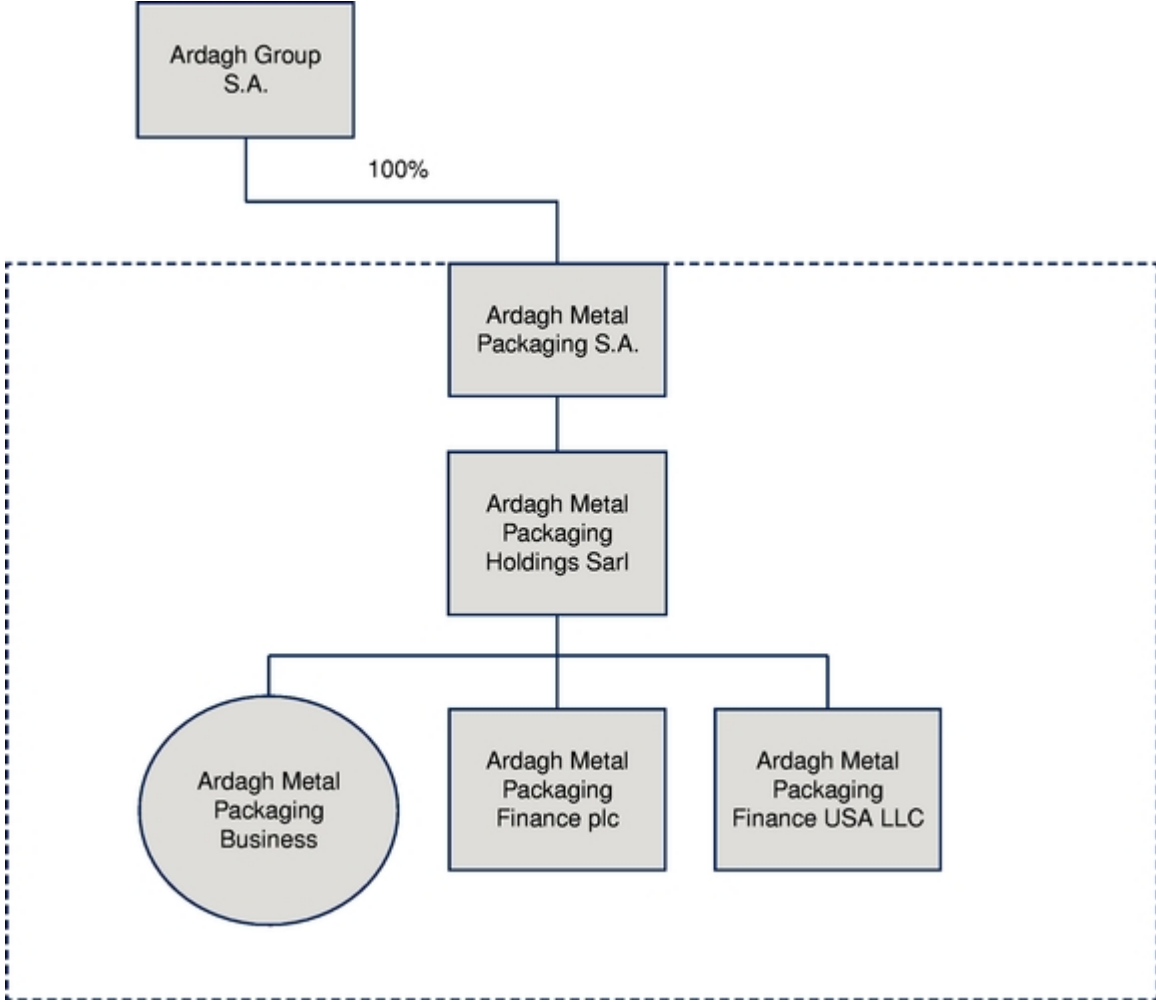 Ardagh Group
S.A.
100%
Ardagh Metal
Packaging S.A.
Ardagh Metal
Packaging
Holdings Sarl
Ardagh Metal
Packaging
Business
Ardagh Metal
Packaging
Finance plc
Ardagh Metal
Packaging
Finance USA LLC